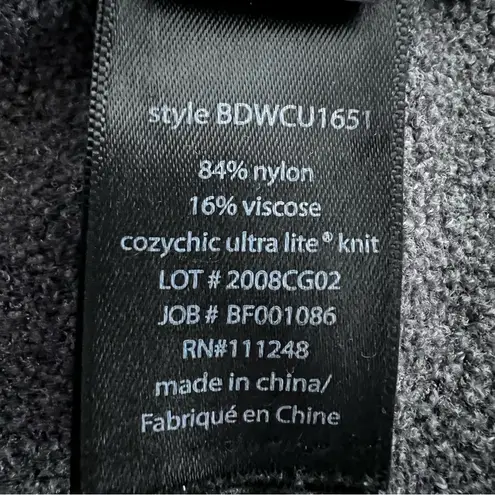 style BDWCU1651
84% nylon
16% viscose
cozychic ultra lite® knit
LOT # 2008CG02
JOB # BF001086
RN#111248
made in china/
Fabriqué en Chine